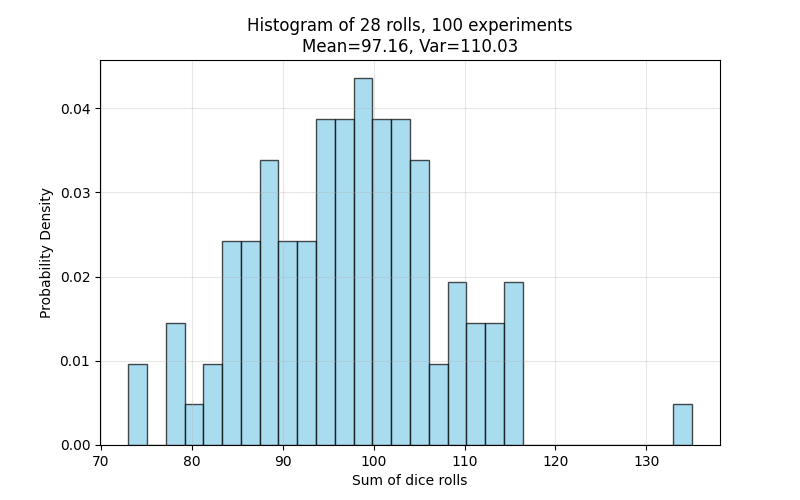 Histogram of 28 rolls, 100 experiments
Mean=97.16, Var=110.03
0.04
0.03
0.02
0.01
0.00
Probability Density
70 80 90 100 110 120 130
Sum of dice rolls